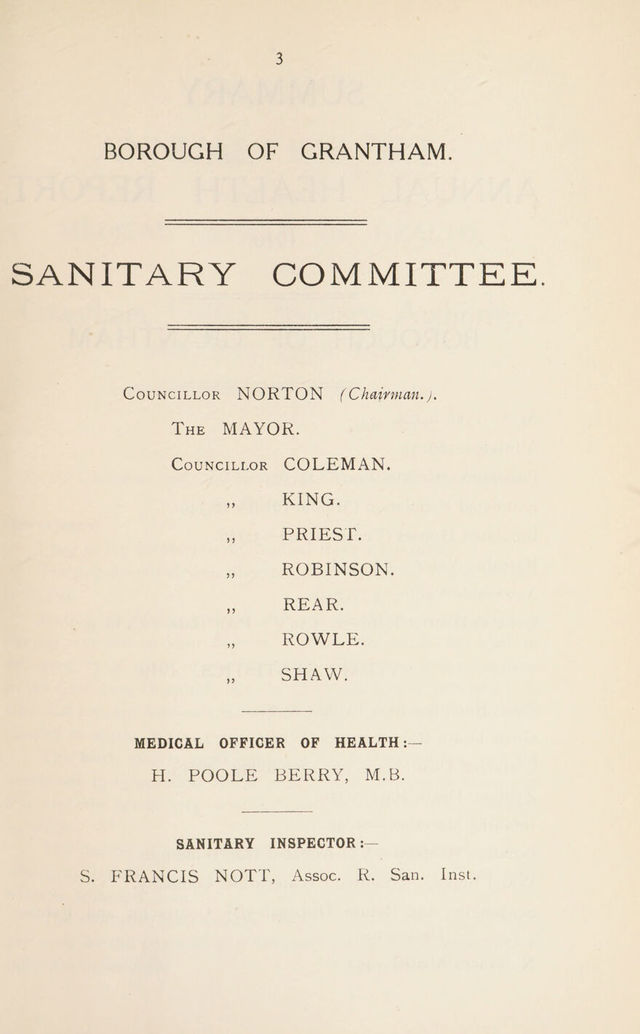 3
BOROUGH OF GRANTHAM.
SANITARY COMMITTEE.
COUNCILLOR NORTON (Chairman.).
THE MAYOR.
COUNCILLOR COLEMAN.
„ KING.
„ PRIEST.
„ ROBINSON.
„ REAR.
„ ROWLE.
„ SHAW.
MEDICAL OFFICER OF HEALTH:—
H. POOLE BERRY, M.B.
SANITARY INSPECTOR:—
S. FRANCIS NOTT, Assoc. R. San. Inst.